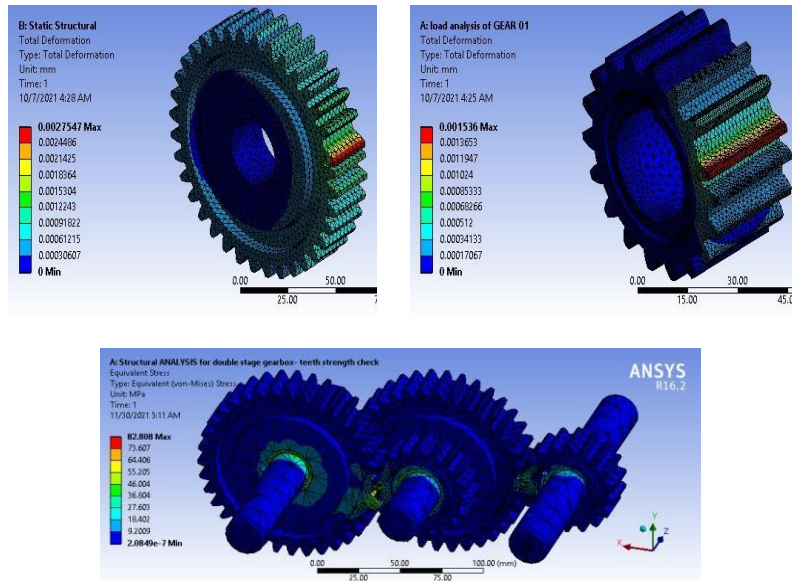 B: Static Structural
Total Deformation
Type: Total Deformation
Unit: mm
Time: 1
10/7/2021 4:28 AM
0.0027547 Max
0.0024486
0.0021425
0.0018364
0.0015304
0.0012243
0.00091822
0.00061215
0.00030607
0 Min
0.00 50.00
25.00
A: load analysis of GEAR 01
Total Deformation
Type: Total Deformation
Unit: mm
Time: 1
10/7/2021 4:25 AM
0.001536 Max
0.0013653
0.0011947
0.001024
0.00085333
0.00068266
0.000512
0.00034133
0.00017067
0 Min
0.00 30.00
15.00 45.0
A: Structural ANALYSIS for double stage gearbox- teeth strength check
Equivalent Stress
Type: Equivalent (von-Mises) Stress
Unit: MPa
Time: 1
11/30/2021 3:11 AM
82.808 Max
73.607
64.406
55.205
46.004
36.804
27.603
18.402
9.2009
2.0849e-7 Min
ANSYS
R16.2
0.00 50.00 100.00 (mm)
25.00 75.00
Y
Z
X